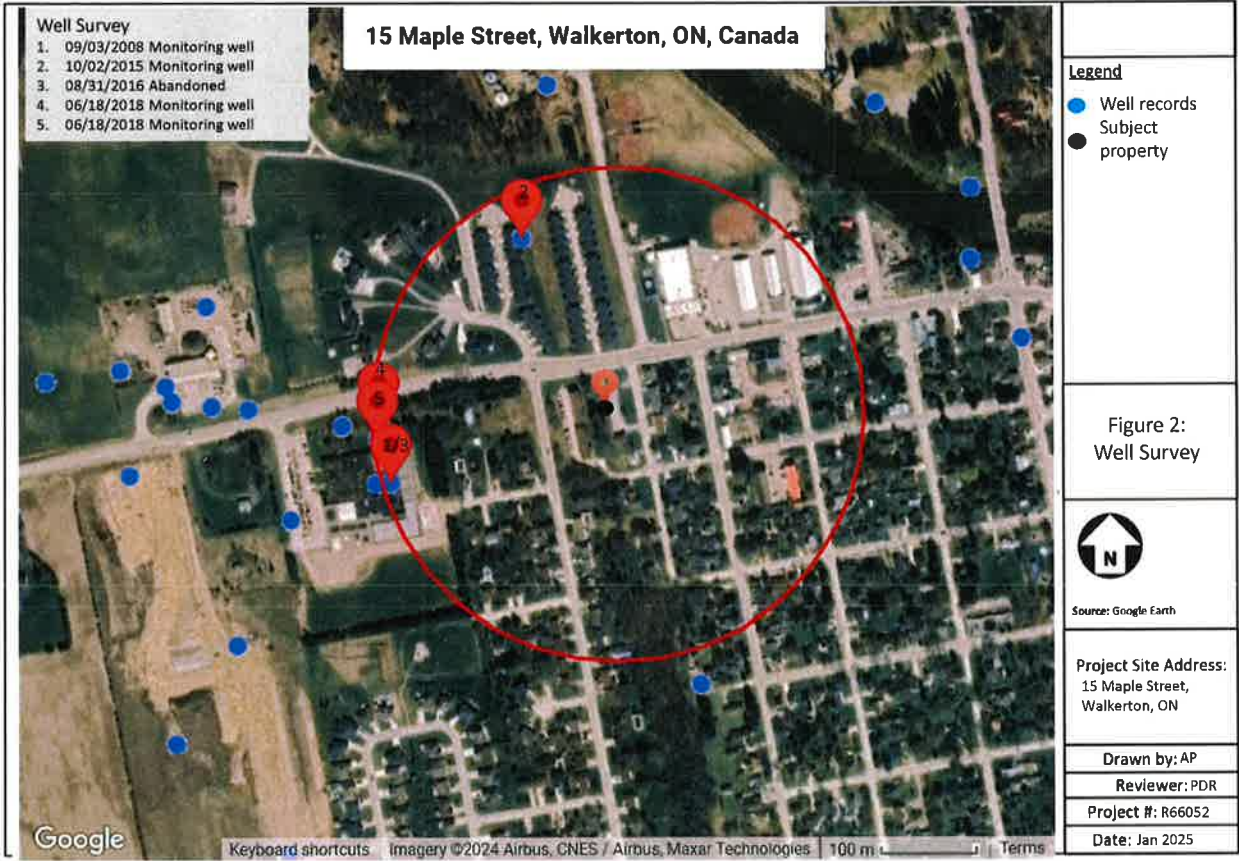 Well Survey
1. 09/03/2008 Monitoring well
2. 10/02/2015 Monitoring well
3. 08/31/2016 Abandoned
4. 06/18/2018 Monitoring well
5. 06/18/2018 Monitoring well
15 Maple Street, Walkerton, ON, Canada
2
4
5
3
Google
Keyboard shortcuts Imagery ©2024 Airbus, CNES / Airbus, Maxar Technologies 100 m Terms
Legend
Well records
Subject
property
Figure 2:
Well Survey
N
Source: Google Earth
Project Site Address:
15 Maple Street,
Walkerton, ON
Drawn by: AP
Reviewer: PDR
Project #: R66052
Date: Jan 2025